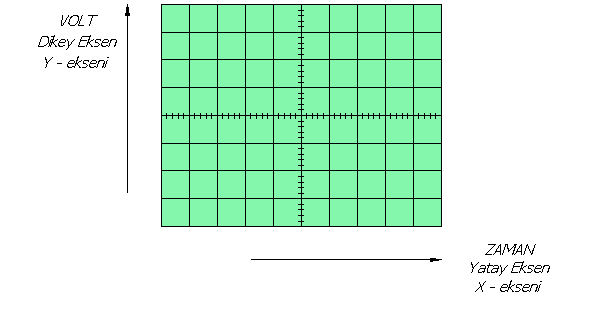 VOLT
Dikey Eksen
Y - ekseni
ZAMAN
Yatay Eksen
X - ekseni